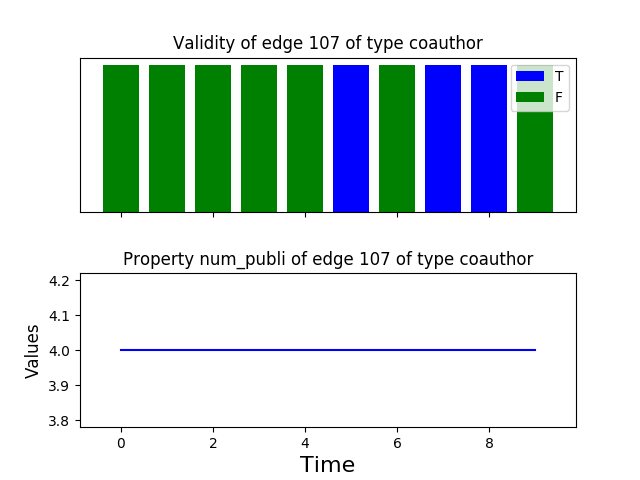 Validity of edge 107 of type coauthor
T
F
Property num_publi of edge 107 of type coauthor
4.2
4.1
4.0
3.9
3.8
Values
0 2 4 6 8
Time